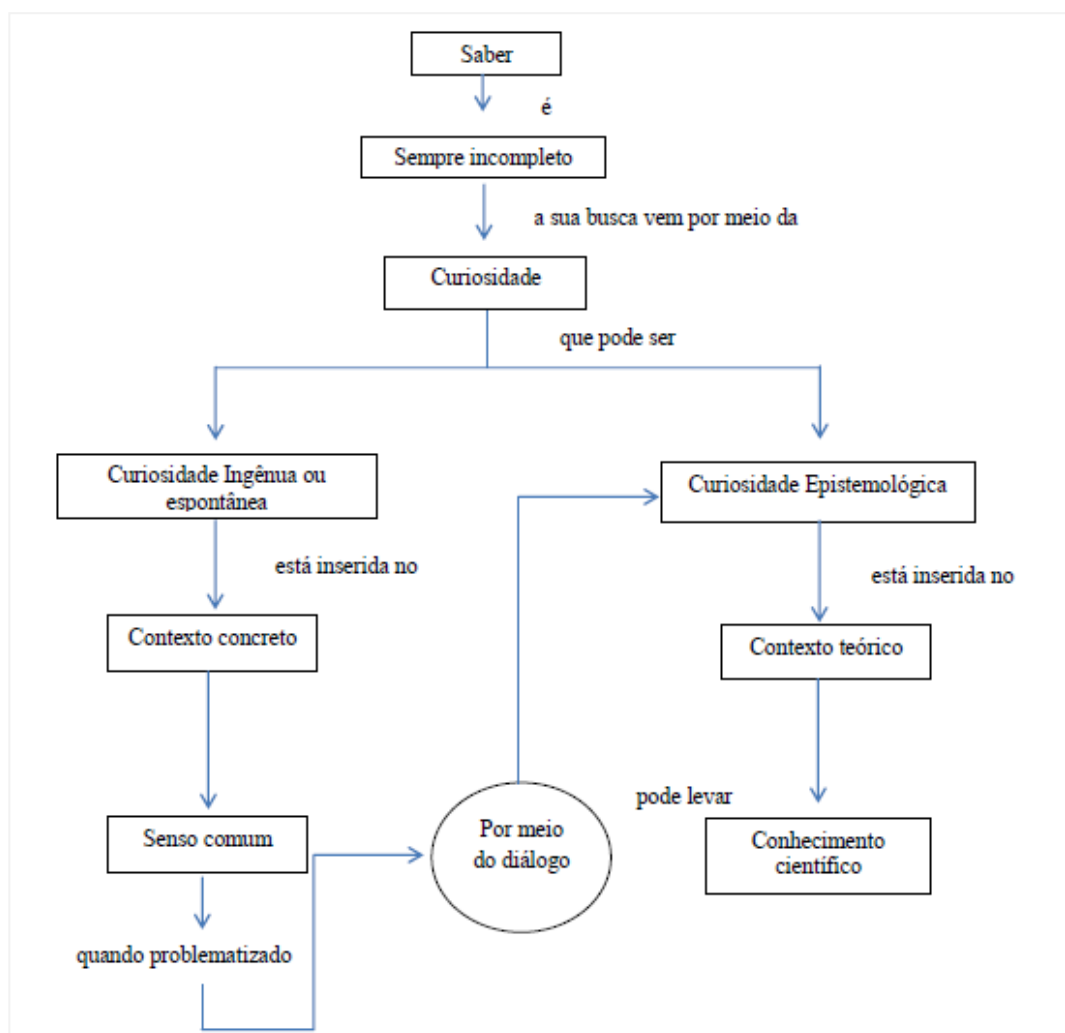 Saber
é
Sempre incompleto
a sua busca vem por meio da
Curiosidade
que pode ser
Curiosidade Ingênua ou
espontânea
Curiosidade Epistemológica
está inserida no
está inserida no
Contexto concreto
Contexto teórico
pode levar
Senso comum
Por meio
do diálogo
Conhecimento
científico
quando problematizado